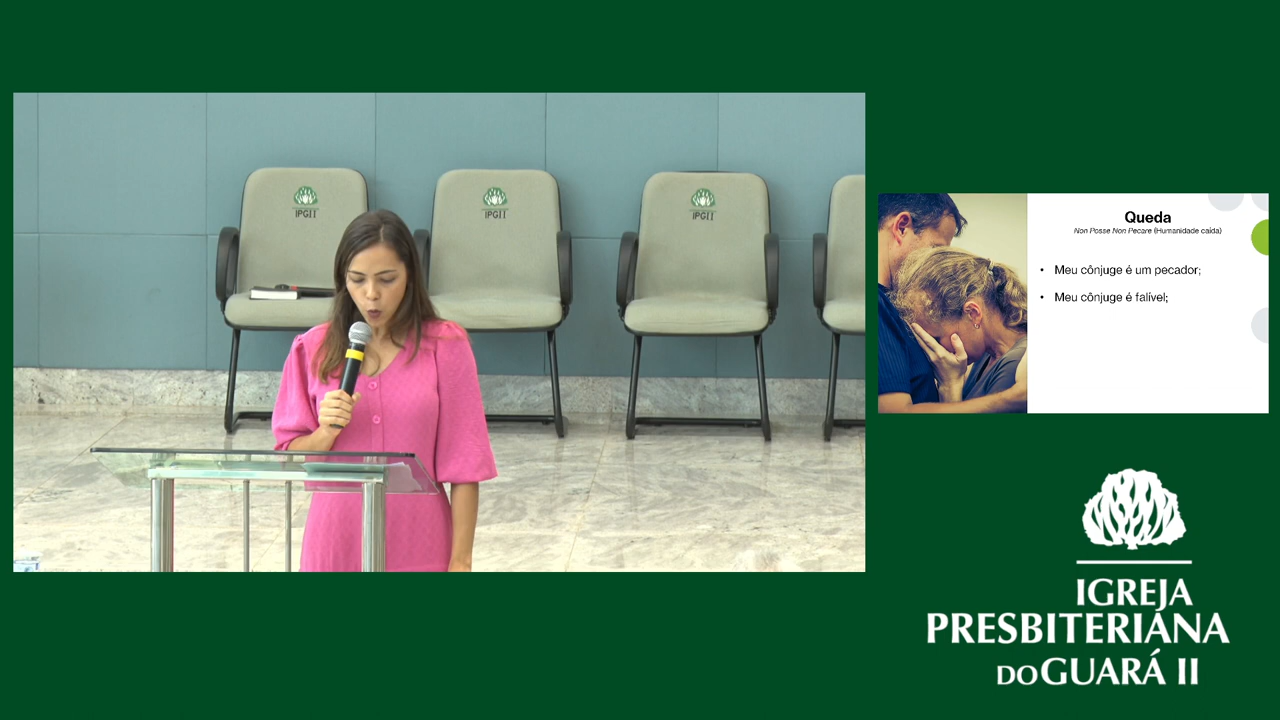 IPGII
IPGII
IPGII
Queda
Non Posse Non Pecare (Humanidade caída)
• Meu cônjuge é um pecador;
• Meu cônjuge é falível;
IGREJA
PRESBITERIANA
DO GUARÁ II